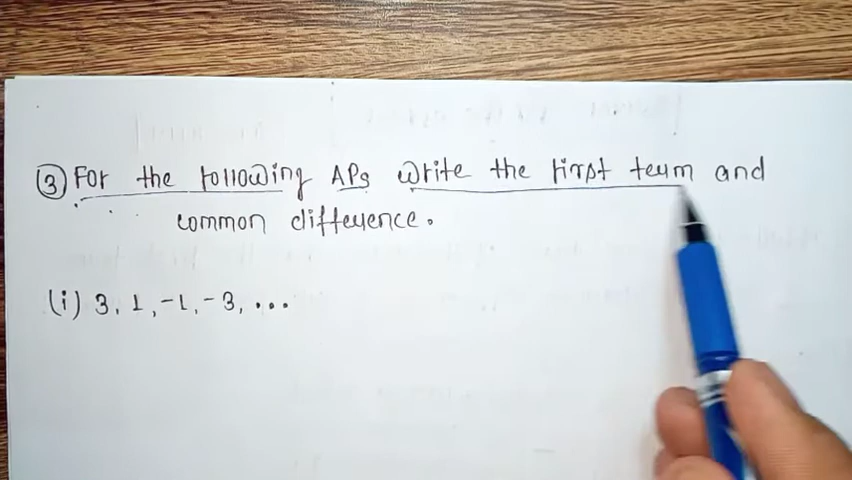 ③ For the following APs write the first term and
common difference.
(i) 3, 1, -1, -3, ...